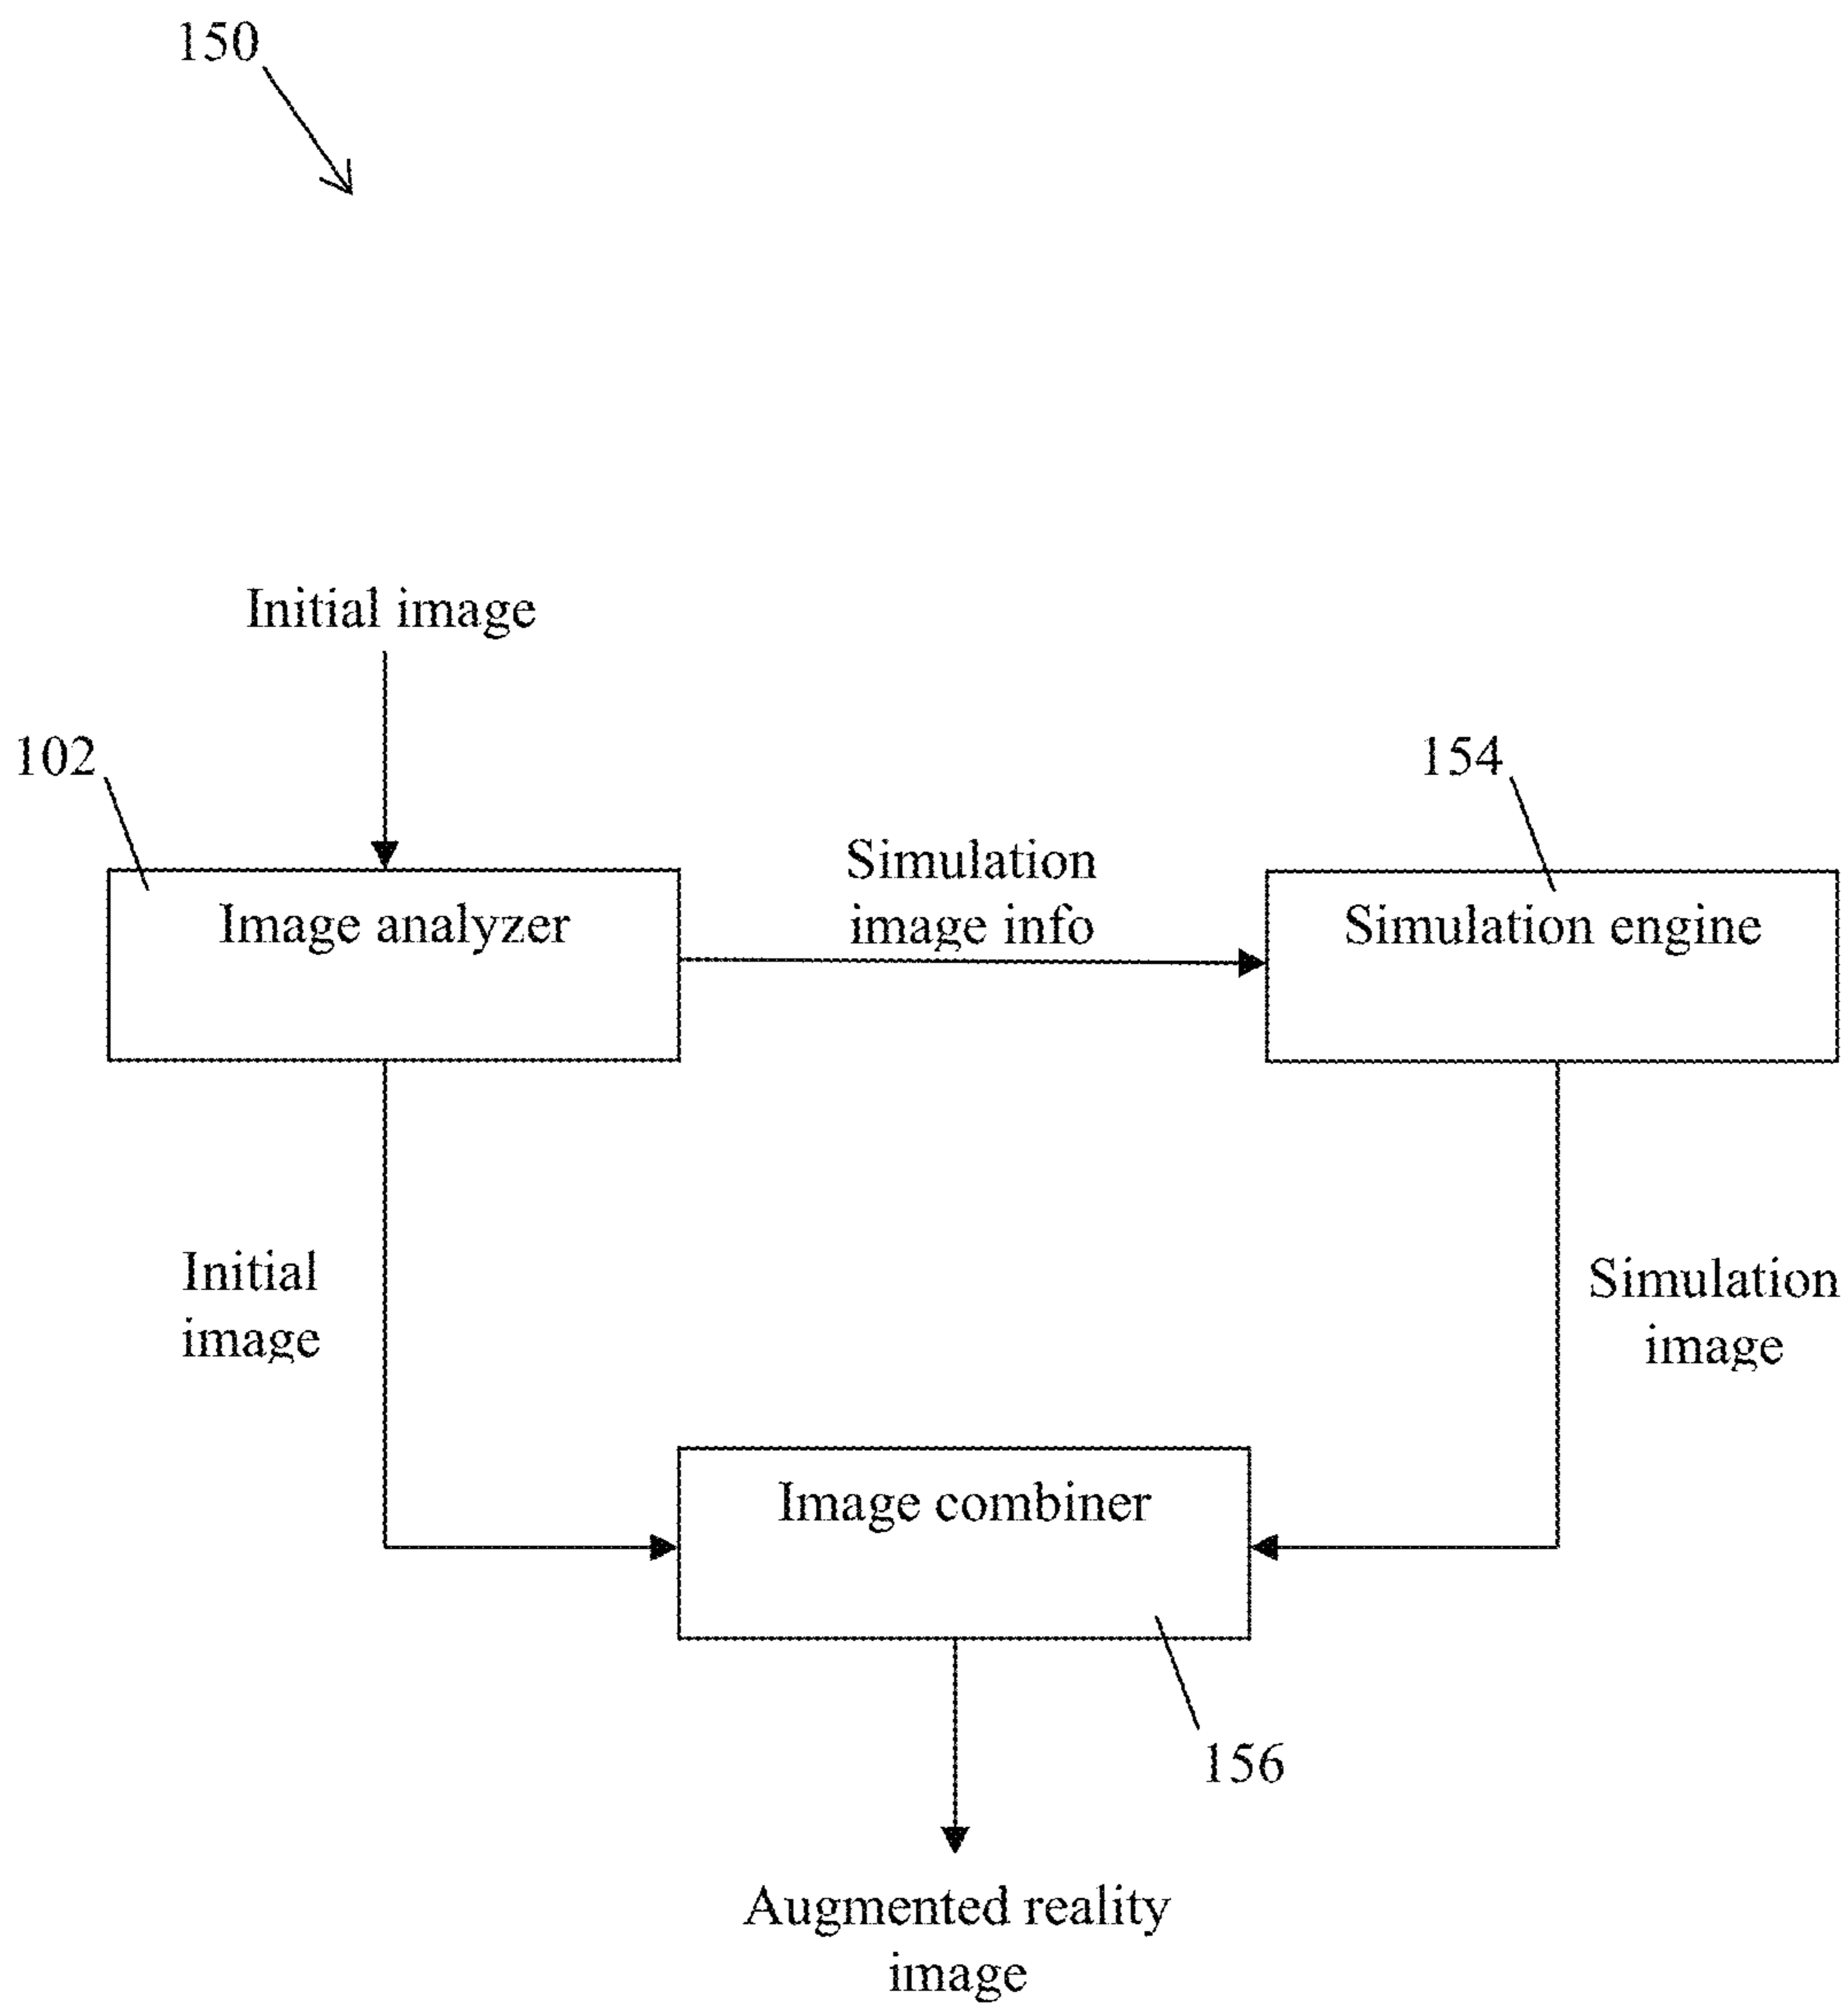 150
Initial image
102
154
Simulation
image info
Image analyzer
Simulation engine
Initial
image
Simulation
image
Image combiner
156
Augmented reality
image